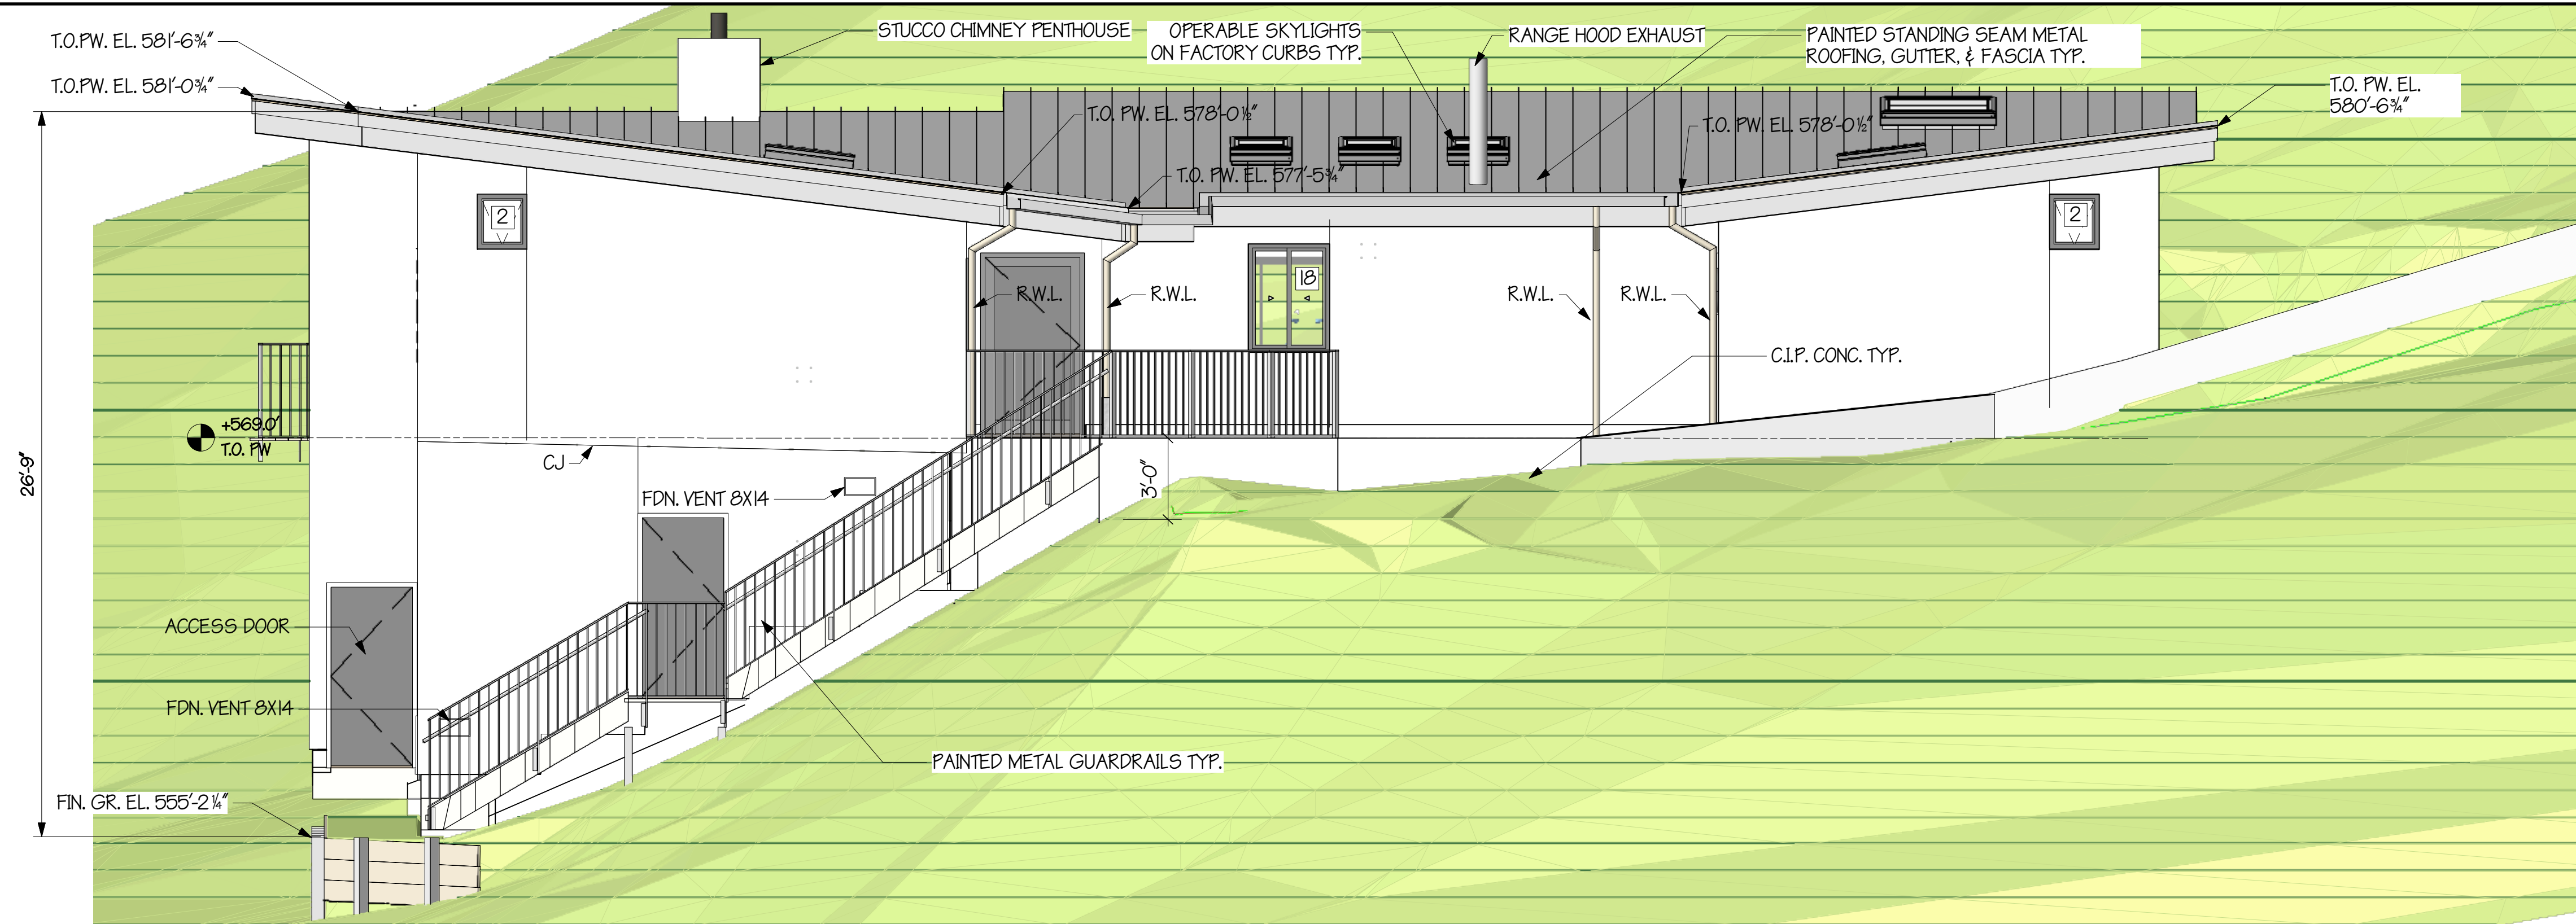 STUCCO CHIMNEY PENTHOUSE
OPERABLE SKYLIGHTS
ON FACTORY CURBS TYP.
RANGE HOOD EXHAUST
PAINTED STANDING SEAM METAL
ROOFING, GUTTER, & FASCIA TYP.
T.O.PW. EL. 581'-6¾"
T.O.PW. EL. 581'-0¾"
T.O. PW. EL.
580'-6¾"
T.O. PW. EL. 578'-0½"
T.O. PW. EL. 578'-0½"
T.O. PW. EL. 577'-5¾"
2
2
18
R.W.L.
R.W.L.
R.W.L.
R.W.L.
C.I.P. CONC. TYP.
+569.0'
T.O. PW
26'-9"
CJ
3'-0"
FDN. VENT 8X14
ACCESS DOOR
FDN. VENT 8X14
PAINTED METAL GUARDRAILS TYP.
FIN. GR. EL. 555'-2¼"